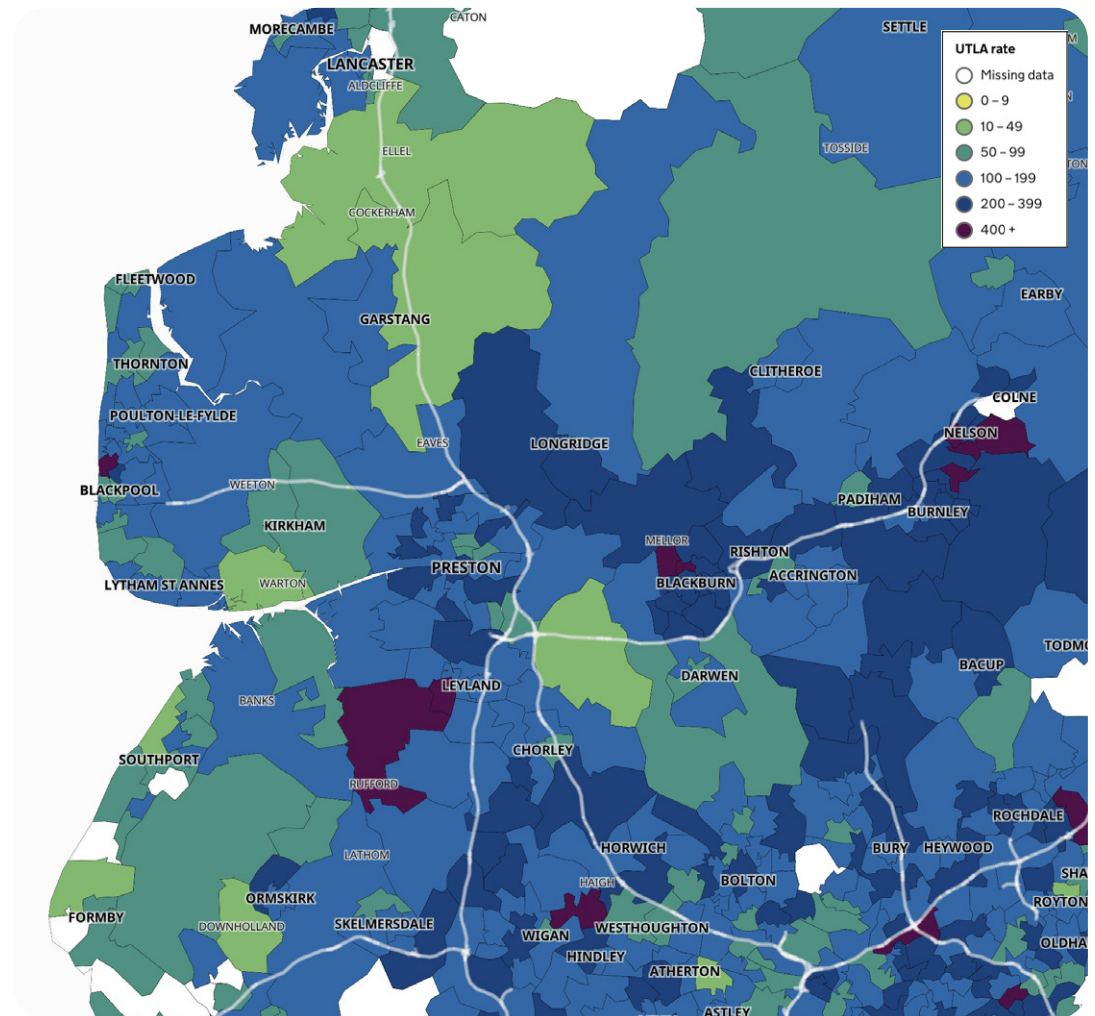 CATON
MORECAMBE
SETTLE
M
LANCASTER
ALDCLIFFE
UTLA rate
Missing data
0 – 9
10 – 49
50 – 99
100 – 199
200 – 399
400 +
N
TON
ELLEL
TOSSIDE
COCKERHAM
FLEETWOOD
EARBY
GARSTANG
THORNTON
CLITHEROE
COLNE
POULTON-LE-FYLDE
NELSON
EAVES
LONGRIDGE
BLACKPOOL
WEETON
PADIHAM
BURNLEY
KIRKHAM
MELLOR
RISHTON
PRESTON
ACCRINGTON
LYTHAM ST ANNES
WARTON
BLACKBURN
TODMO
BACUP
DARWEN
LEYLAND
BANKS
CHORLEY
SOUTHPORT
RUFFORD
ROCHDALE
LATHOM
HORWICH
BURY
HEYWOOD
SHA
HAIGH
BOLTON
ORMSKIRK
ROYTON
FORMBY
DOWNHOLLAND
SKELMERSDALE
WIGAN
WESTHOUGHTON
OLDHA
HINDLEY
ATHERTON
ASTLEY